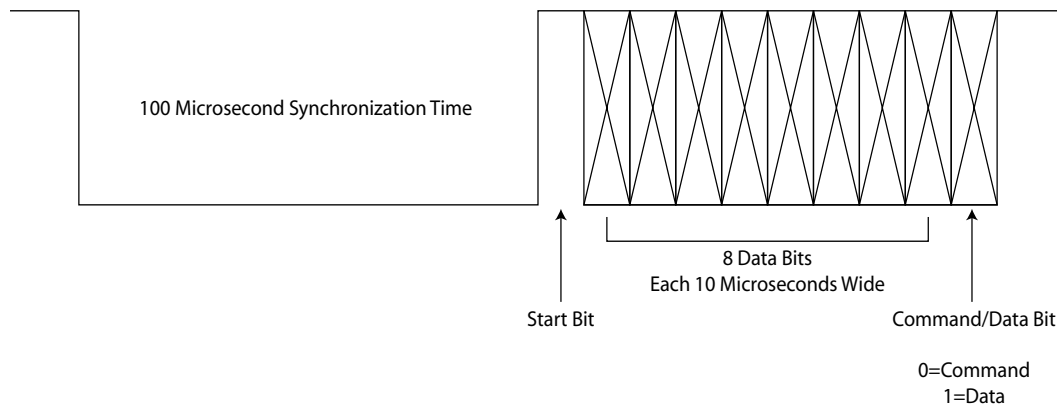 100 Microsecond Synchronization Time
8 Data Bits
Each 10 Microseconds Wide
Start Bit
Command/Data Bit
0=Command
1=Data